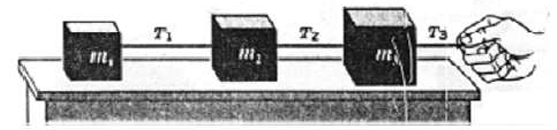 T₁ T₂ T₃
m₁ m₂ m₃